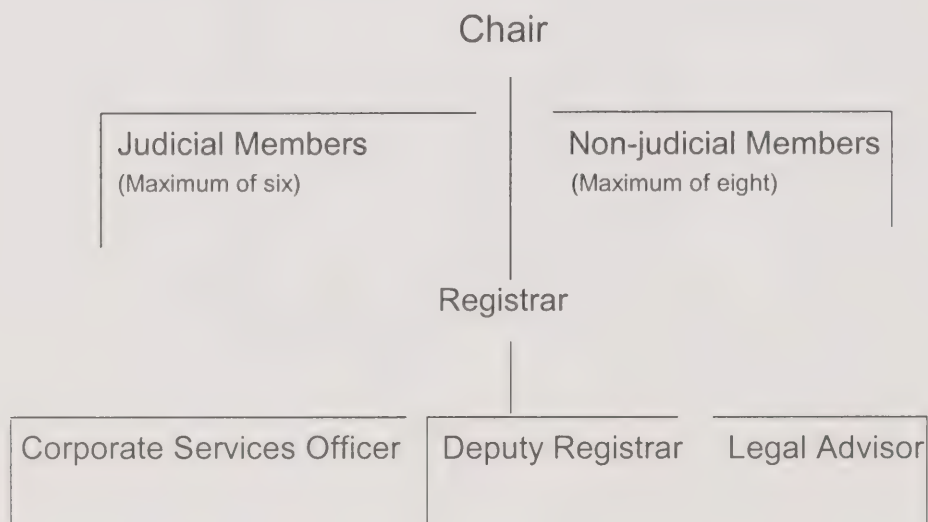 Chair
Judicial Members
(Maximum of six)
Non-judicial Members
(Maximum of eight)
Registrar
Corporate Services Officer
Deputy Registrar
Legal Advisor